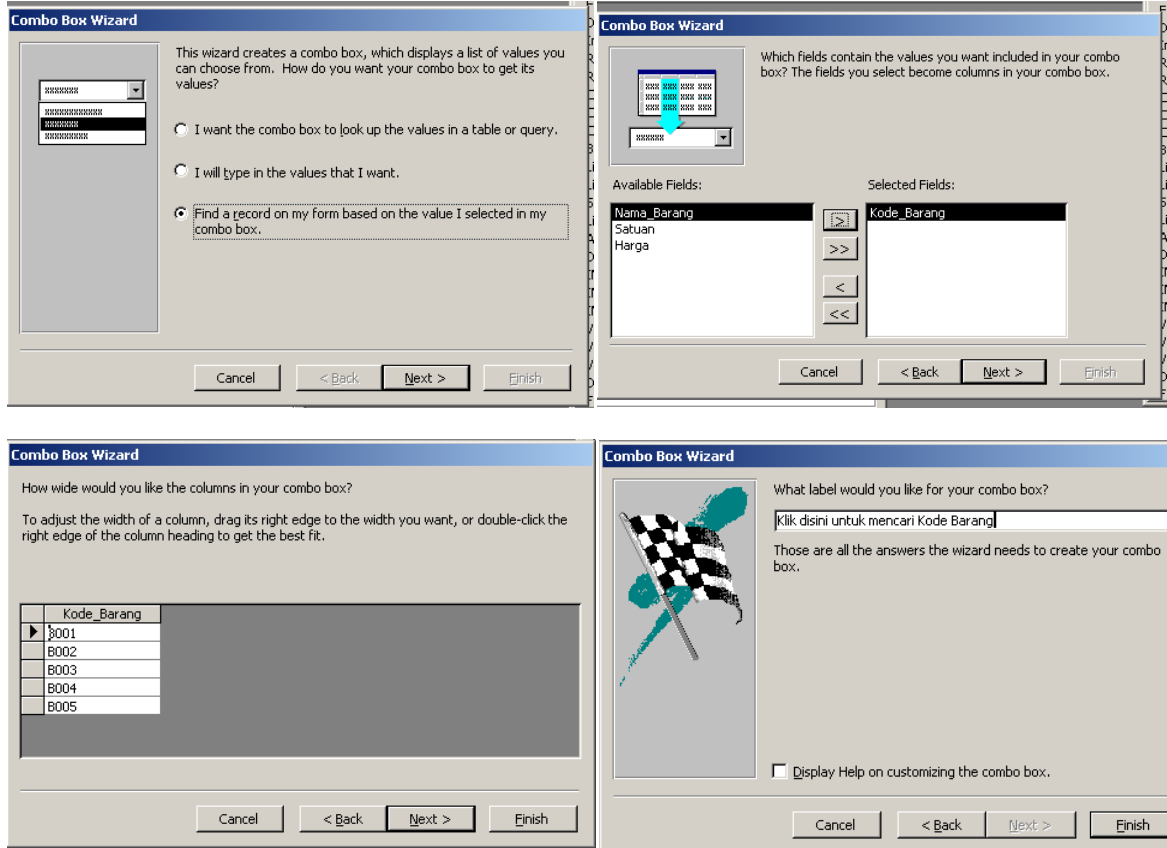 Combo Box Wizard
This wizard creates a combo box, which displays a list of values you
can choose from. How do you want your combo box to get its
values?
I want the combo box to look up the values in a table or query.
I will type in the values that I want.
Find a record on my form based on the value I selected in my
combo box.
Cancel
< Back
Next >
Finish
Combo Box Wizard
Which fields contain the values you want included in your combo
box? The fields you select become columns in your combo box.
Available Fields:
Selected Fields:
Nama_Barang
Satuan
Harga
>
>>
<
<<
Kode_Barang
Cancel
< Back
Next >
Finish
Combo Box Wizard
How wide would you like the columns in your combo box?
To adjust the width of a column, drag its right edge to the width you want, or double-click the
right edge of the column heading to get the best fit.
Kode_Barang
B001
B002
B003
B004
B005
Cancel
< Back
Next >
Finish
Combo Box Wizard
What label would you like for your combo box?
Klik disini untuk mencari Kode Barang
Those are all the answers the wizard needs to create your combo
box.
Display Help on customizing the combo box.
Cancel
< Back
Next >
Finish